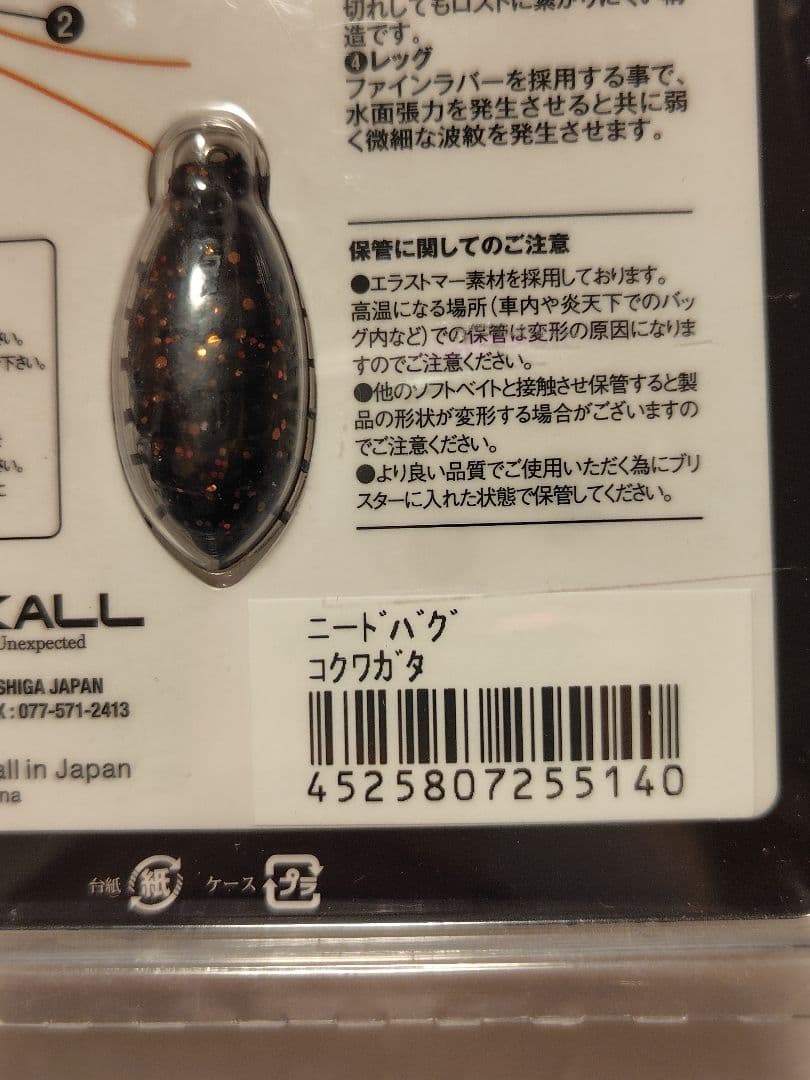 ❷
造です。
❹レッグ
ファインラバーを採用する事で、
水面張力を発生させると共に弱
く微細な波紋を発生させます。
保管に関してのご注意
●エラストマー素材を採用しております。
高温になる場所(車内や炎天下でのバッ
グ内など)での保管は変形の原因になりま
すのでご注意ください。
●他のソフトベイトと接触させ保管すると製
品の形状が変形する場合がございますの
でご注意ください。
●より良い品質でご使用いただく為にブリ
スターに入れた状態で保管してください。
下さい。
KALL
Unexpected
SHIGA JAPAN
X : 077-571-2413
all in Japan
na
ニードバグ
コクワガタ
4525807255140
台紙 紙 ケース プラ